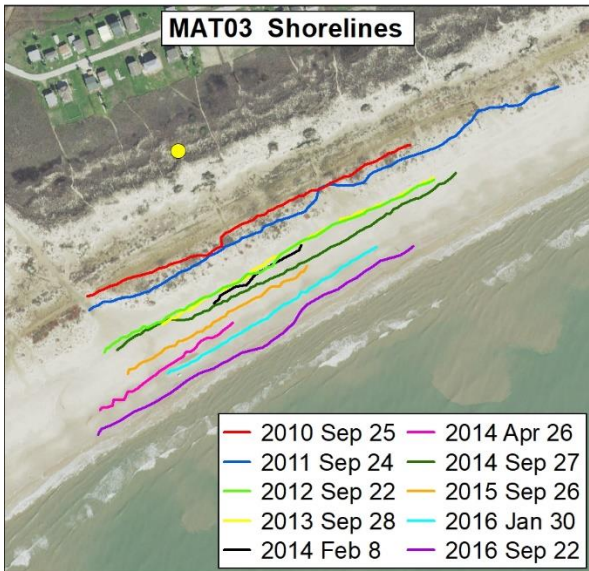 MAT03 Shorelines
2010 Sep 25
2011 Sep 24
2012 Sep 22
2013 Sep 28
2014 Feb 8
2014 Apr 26
2014 Sep 27
2015 Sep 26
2016 Jan 30
2016 Sep 22